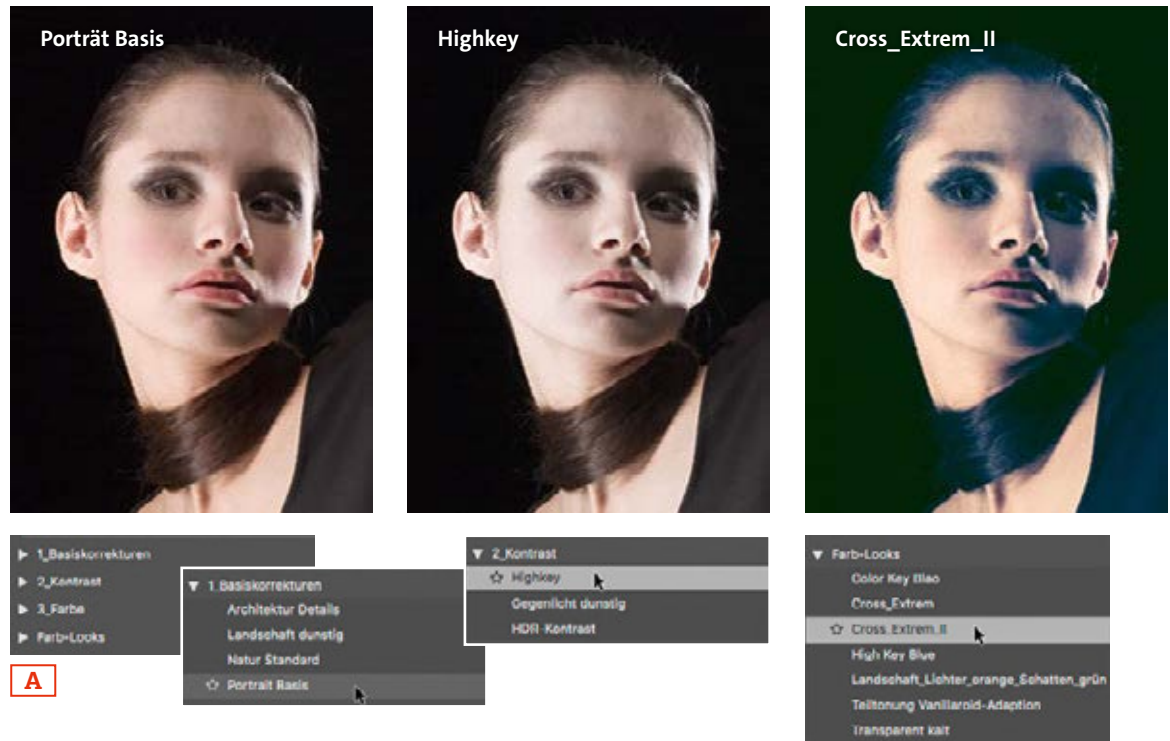 Porträt Basis
Highkey
Cross_Extrem_II
1_Basiskorrekturen
2_Kontrast
3_Farbe
Farb-Looks
A
1_Basiskorrekturen
Architektur Details
Landschaft dunstig
Natur Standard
Portrait Basis
2_Kontrast
Highkey
Gegenlicht dunstig
HDR-Kontrast
Farb-Looks
Color Key Bleo
Cross_Extrem
Cross_Extrem_II
High Key Blue
Landschaft_Lichter_orange_Schatten_grün
Teiltonung Vanillaroid-Adaption
Transparent kalt